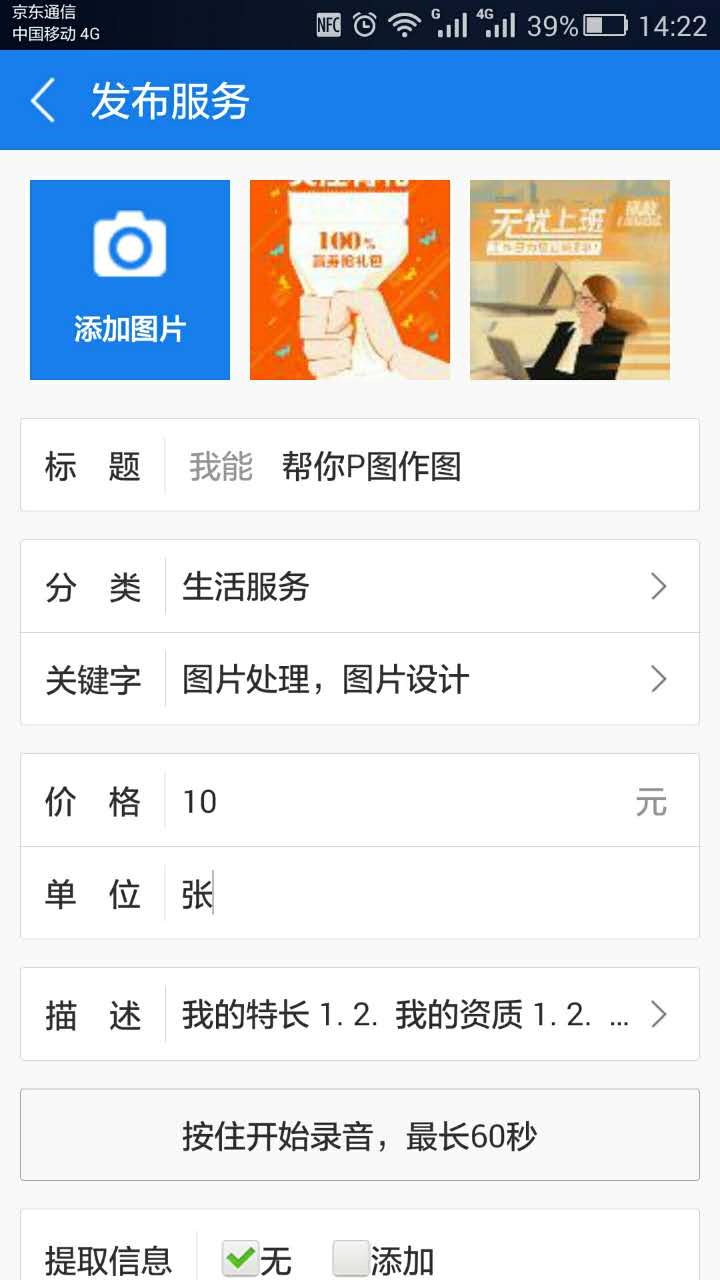 京东通信
中国移动 4G
NFC
G
4G
39%
14:22
发布服务
添加图片
100%
无忧上班
标 题 我能 帮你P图作图
分 类 生活服务
关键字 图片处理，图片设计
价 格 10 元
单 位 张
描 述 我的特长 1. 2. 我的资质 1. 2. ...
按住开始录音，最长60秒
提取信息 无 添加